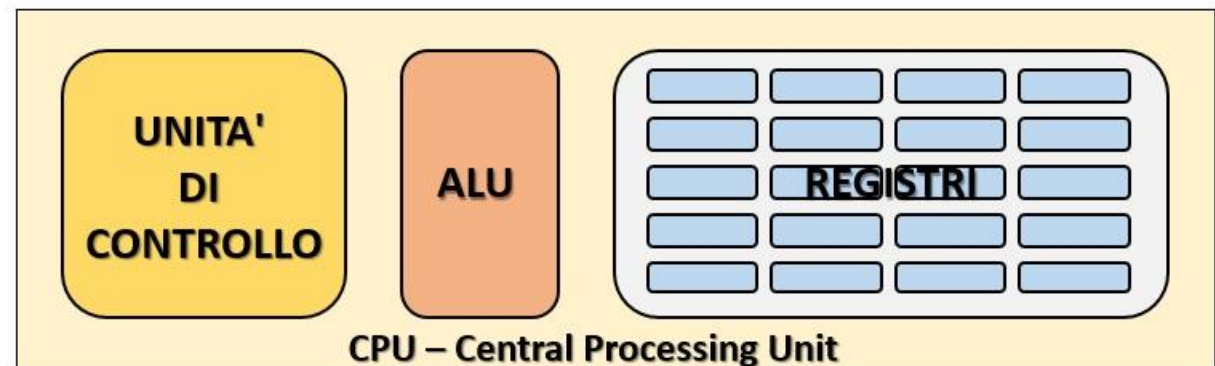 UNITA'
DI
CONTROLLO
ALU
REGISTRI
CPU – Central Processing Unit